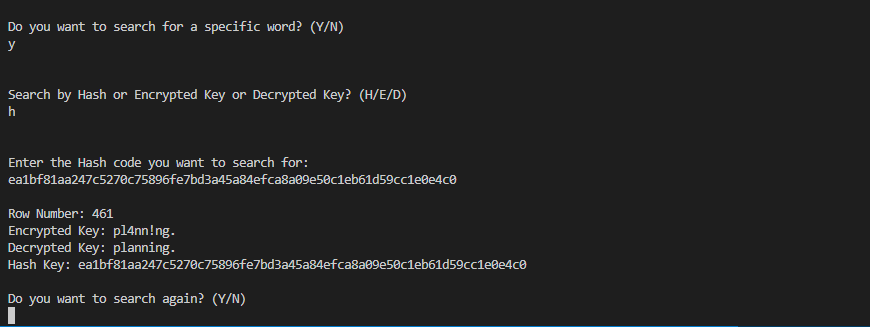 Do you want to search for a specific word? (Y/N)
y
Search by Hash or Encrypted Key or Decrypted Key? (H/E/D)
h
Enter the Hash code you want to search for:
ea1bf81aa247c5270c75896fe7bd3a45a84efca8a09e50c1eb61d59cc1e0e4c0
Row Number: 461
Encrypted Key: pl4nn!ng.
Decrypted Key: planning.
Hash Key: ea1bf81aa247c5270c75896fe7bd3a45a84efca8a09e50c1eb61d59cc1e0e4c0
Do you want to search again? (Y/N)